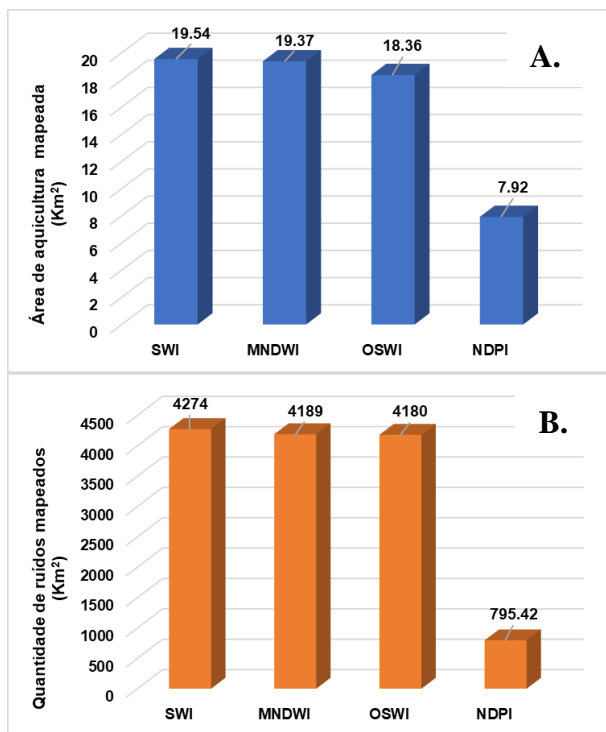 A.
Área de aquicultura mapeada
(Km²)
20
18
16
14
12
10
8
6
4
2
0
19.54
19.37
18.36
7.92
SWI
MNDWI
OSWI
NDPI
B.
Quantidade de ruídos mapeados
(Km²)
4500
4000
3500
3000
2500
2000
1500
1000
500
0
4274
4189
4180
795.42
SWI
MNDWI
OSWI
NDPI